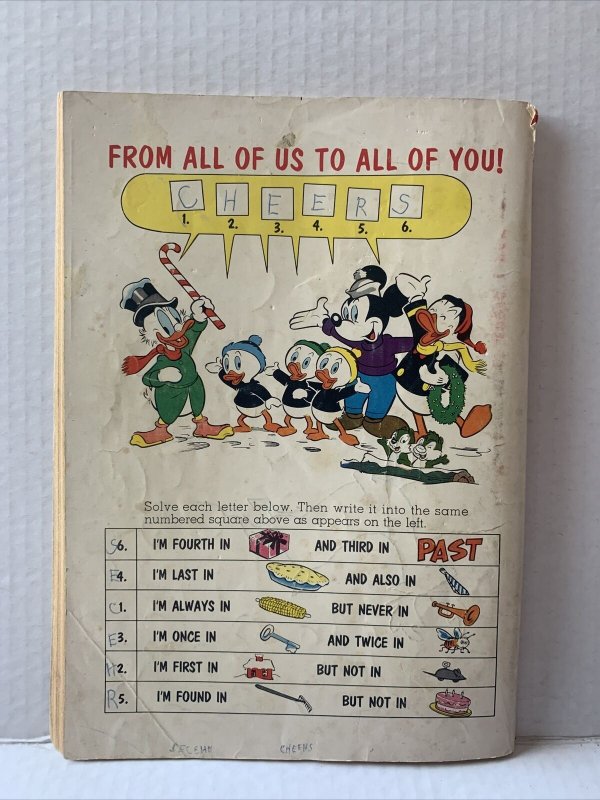 FROM ALL OF US TO ALL OF YOU!
C H E E R S
1. 2. 3. 4. 5. 6.
Solve each letter below. Then write it into the same
numbered square above as appears on the left.
S 6. I'M FOURTH IN AND THIRD IN PAST
E 4. I'M LAST IN AND ALSO IN
C 1. I'M ALWAYS IN BUT NEVER IN
E 3. I'M ONCE IN AND TWICE IN
H 2. I'M FIRST IN BUT NOT IN
R 5. I'M FOUND IN BUT NOT IN
CHEERS